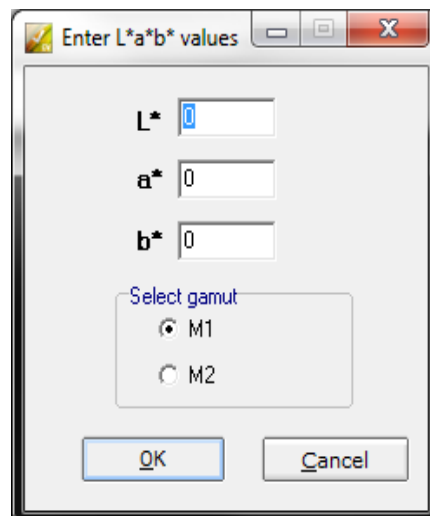 Enter L*a*b* values
L* 0
a* 0
b* 0
Select gamut
M1
M2
OK Cancel